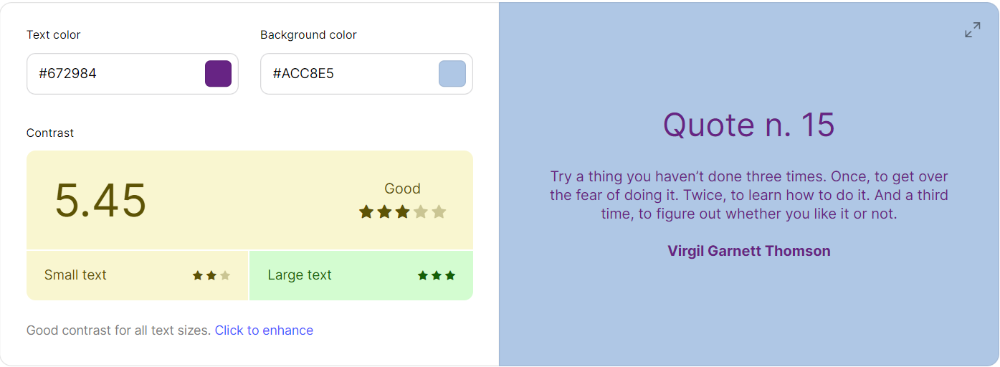 Text color
Background color
#672984
#ACC8E5
Contrast
5.45
Good
Small text
Large text
Good contrast for all text sizes. Click to enhance
Quote n. 15
Try a thing you haven’t done three times. Once, to get over
the fear of doing it. Twice, to learn how to do it. And a third
time, to figure out whether you like it or not.
Virgil Garnett Thomson